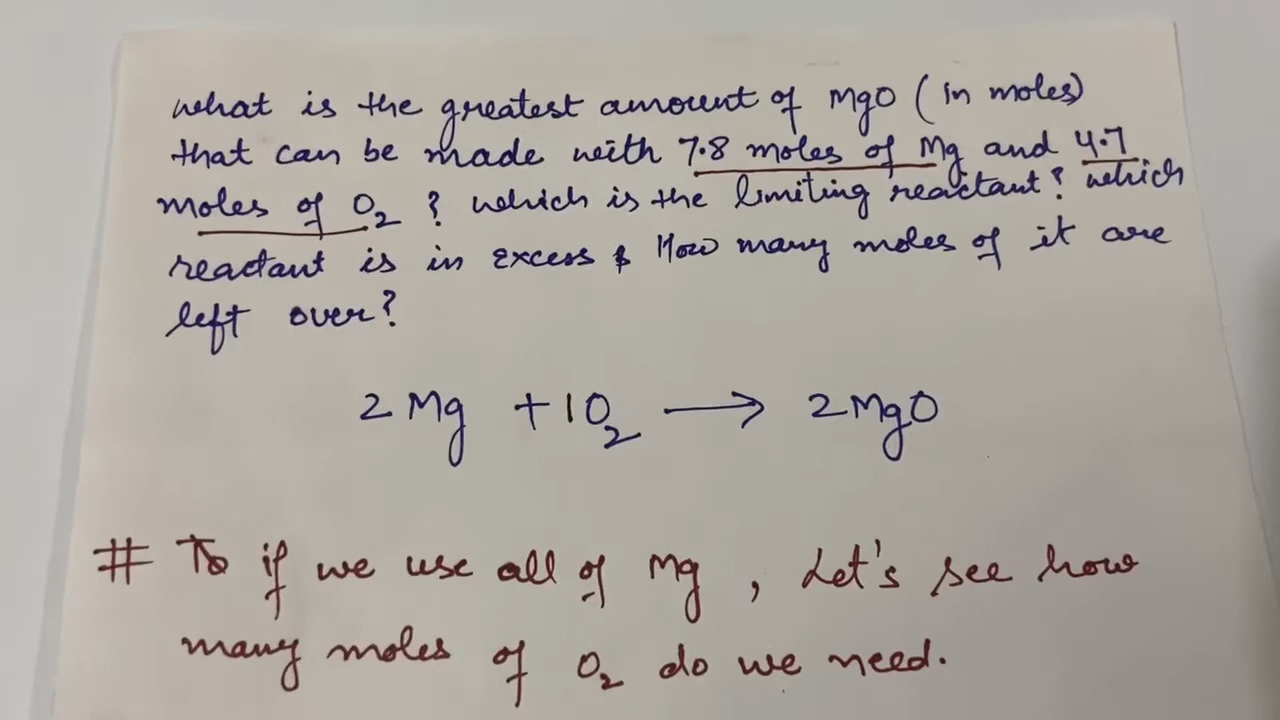 what is the greatest amount of MgO (in moles)
that can be made with 7.8 moles of Mg and 4.7
moles of O₂ ? which is the limiting reactant? which
reactant is in excess & How many moles of it are
left over?
2 Mg + 1O₂ → 2MgO
# To if we use all of Mg , Let's see how
many moles of O₂ do we need.